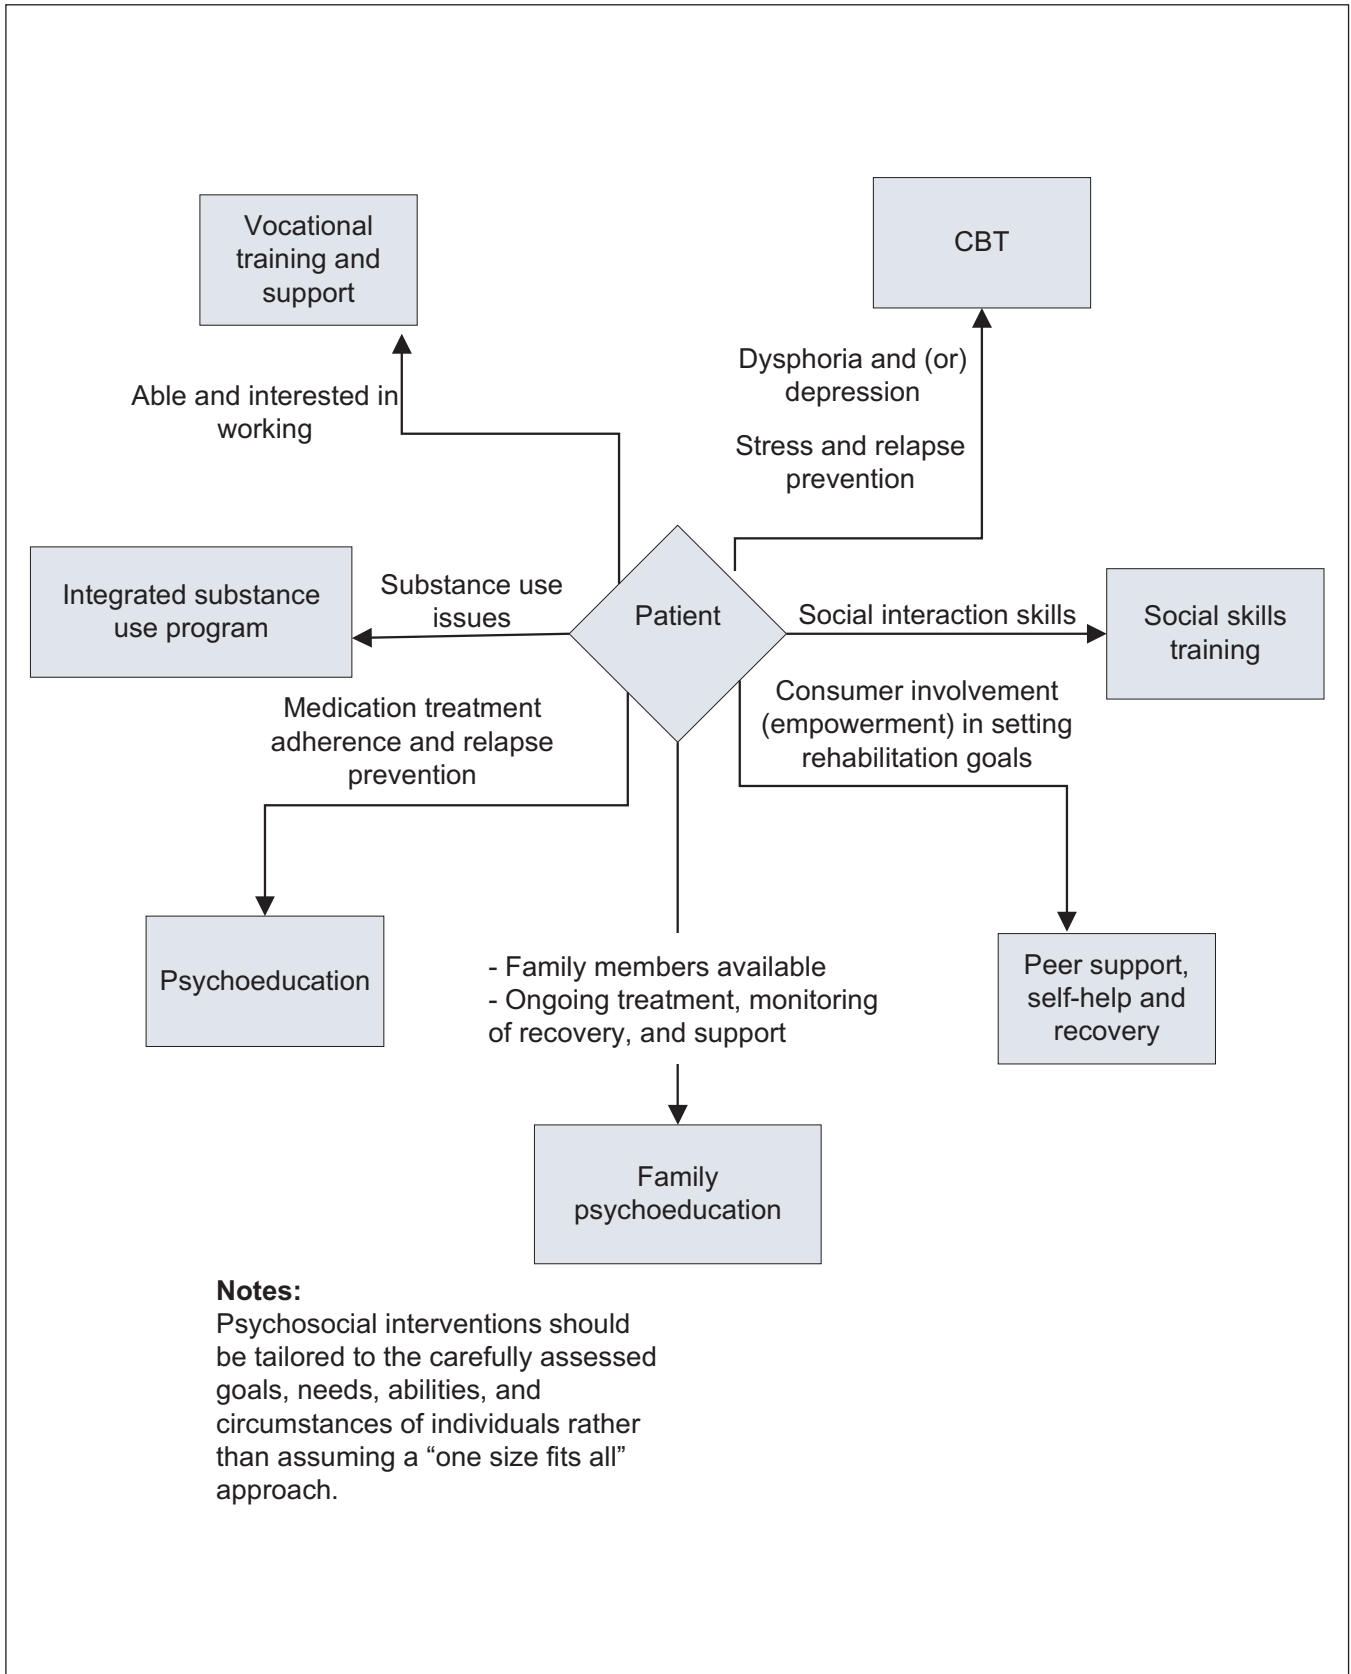 Vocational
training and
support
CBT
Able and interested in
working
Dysphoria and (or)
depression
Stress and relapse
prevention
Integrated substance
use program
Substance use
issues
Patient
Social interaction skills
Social skills
training
Medication treatment
adherence and relapse
prevention
Consumer involvement
(empowerment) in setting
rehabilitation goals
Psychoeducation
- Family members available
- Ongoing treatment, monitoring
of recovery, and support
Peer support,
self-help and
recovery
Family
psychoeducation
Notes:
Psychosocial interventions should
be tailored to the carefully assessed
goals, needs, abilities, and
circumstances of individuals rather
than assuming a “one size fits all”
approach.